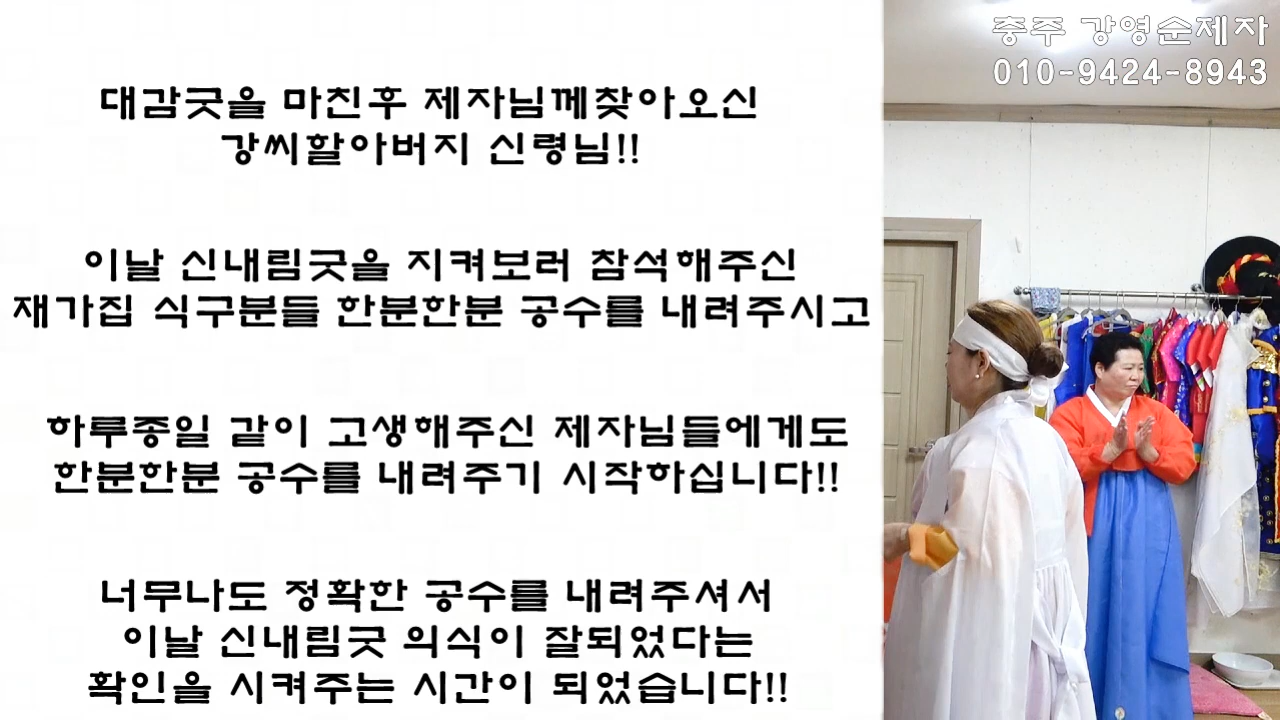 대감굿을 마친후 제자님께찾아오신
강씨할아버지 신령님!!
이날 신내림굿을 지켜보러 참석해주신
재가집 식구분들 한분한분 공수를 내려주시고
하루종일 같이 고생해주신 제자님들에게도
한분한분 공수를 내려주기 시작하십니다!!
너무나도 정확한 공수를 내려주셔서
이날 신내림굿 의식이 잘되었다는
확인을 시켜주는 시간이 되었습니다!!
충주 강영순제자
010-9424-8943